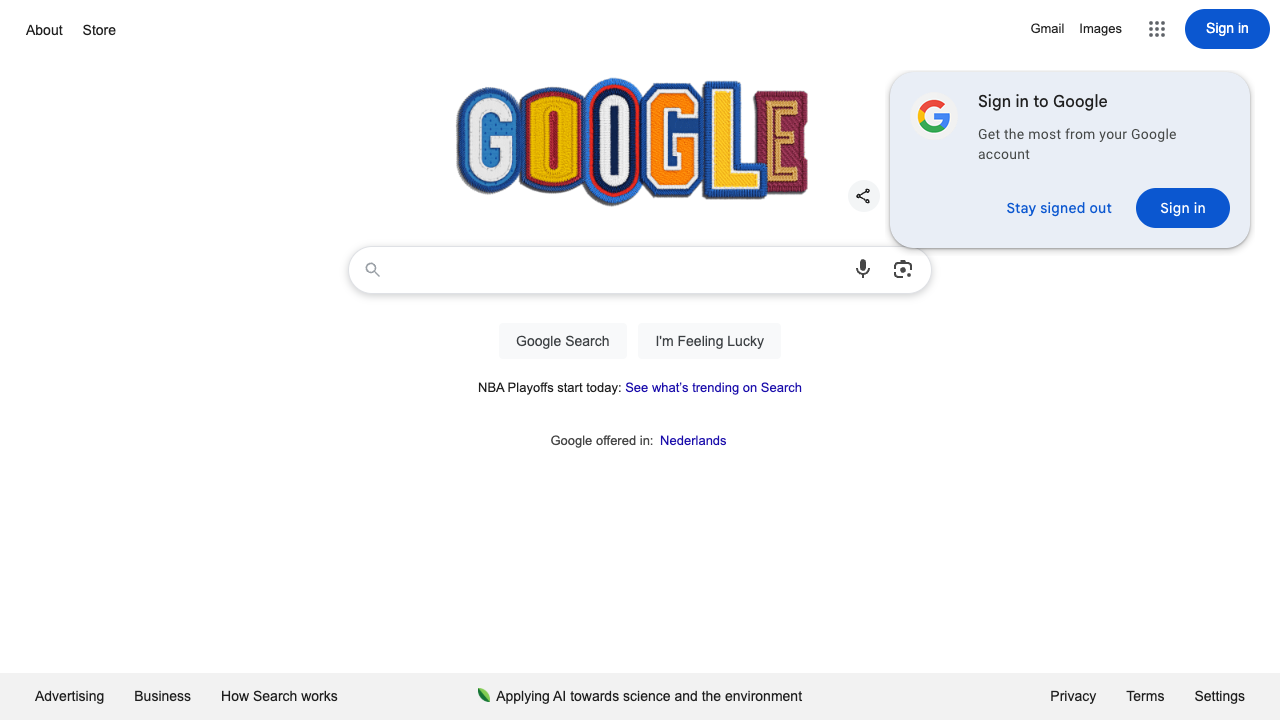 About
Store
Gmail
Images
Sign in
GOOGLE
Sign in to Google
Get the most from your Google
account
Stay signed out
Sign in
Google Search
I'm Feeling Lucky
NBA Playoffs start today: See what's trending on Search
Google offered in: Nederlands
Advertising
Business
How Search works
Applying AI towards science and the environment
Privacy
Terms
Settings